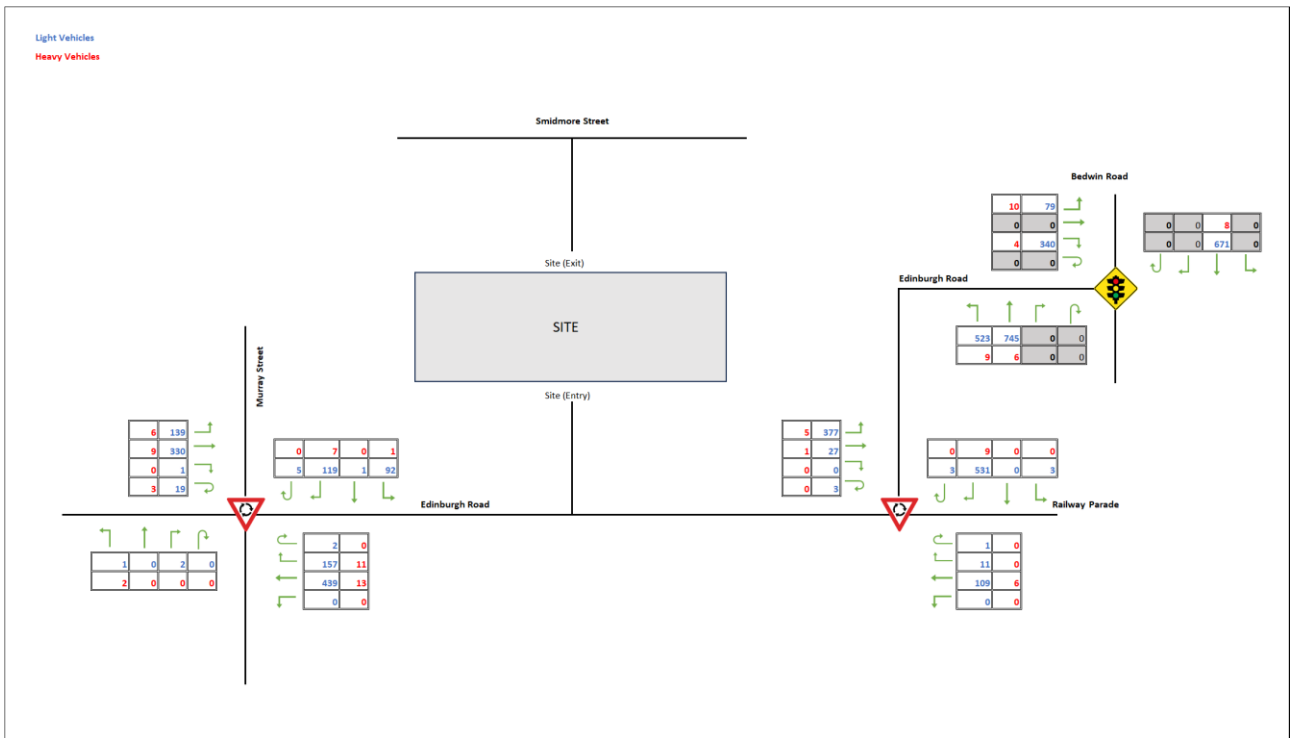 Light Vehicles
Heavy Vehicles
Smidmore Street
Bedwin Road
10 79
0 0
4 340
0 0
0 0 8 0
0 0 671 0
Site (Exit)
Edinburgh Road
SITE
523 745 0 0
9 6 0 0
Murray Street
Site (Entry)
6 139
9 330
0 1
3 19
0 7 0 1
5 119 1 92
5 377
1 27
0 0
0 3
0 9 0 0
3 531 0 3
Edinburgh Road
Railway Parade
1 0 2 0
2 0 0 0
2 0
157 11
439 13
0 0
1 0
11 0
109 6
0 0